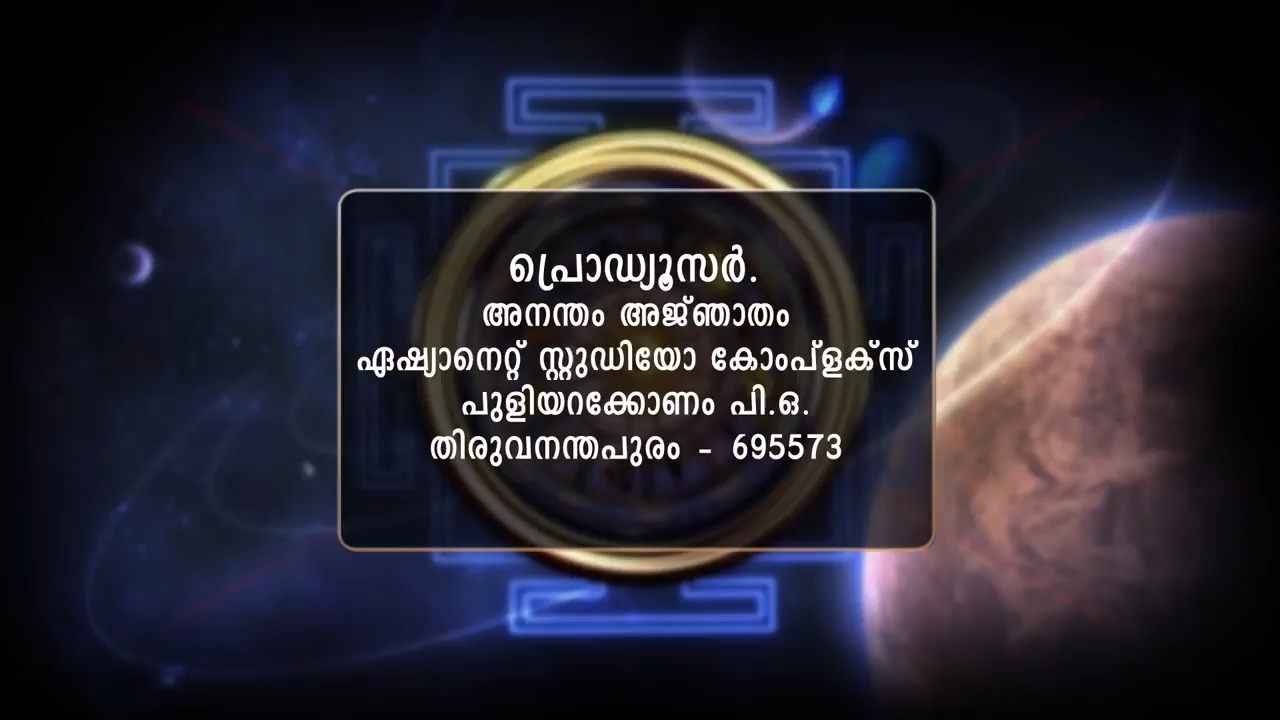 പ്രൊഡ്യൂസർ.
അനന്തം അജ്ഞാതം
ഏഷ്യാനെറ്റ് സ്റ്റുഡിയോ കോംപ്ളക്സ്
പുളിയറക്കോണം പി.ഒ.
തിരുവനന്തപുരം - 695573